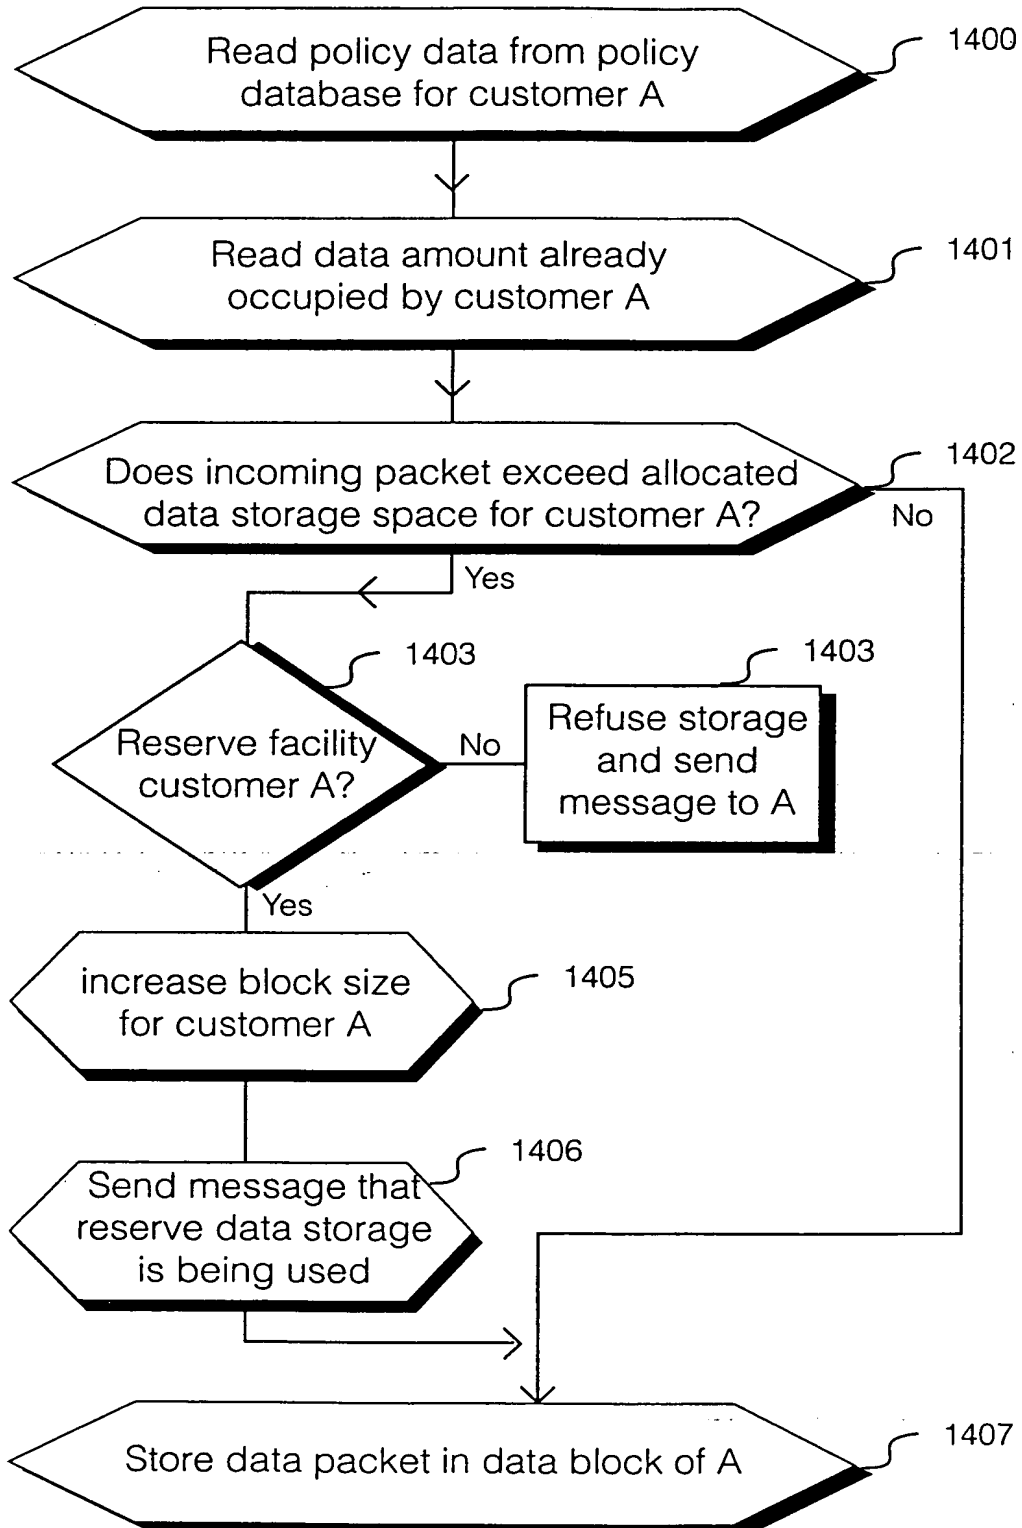 Read policy data from policy
database for customer A
1400
Read data amount already
occupied by customer A
1401
Does incoming packet exceed allocated
data storage space for customer A?
1402
No
Yes
1403
Reserve facility
customer A?
No
1403
Refuse storage
and send
message to A
Yes
increase block size
for customer A
1405
1406
Send message that
reserve data storage
is being used
Store data packet in data block of A
1407